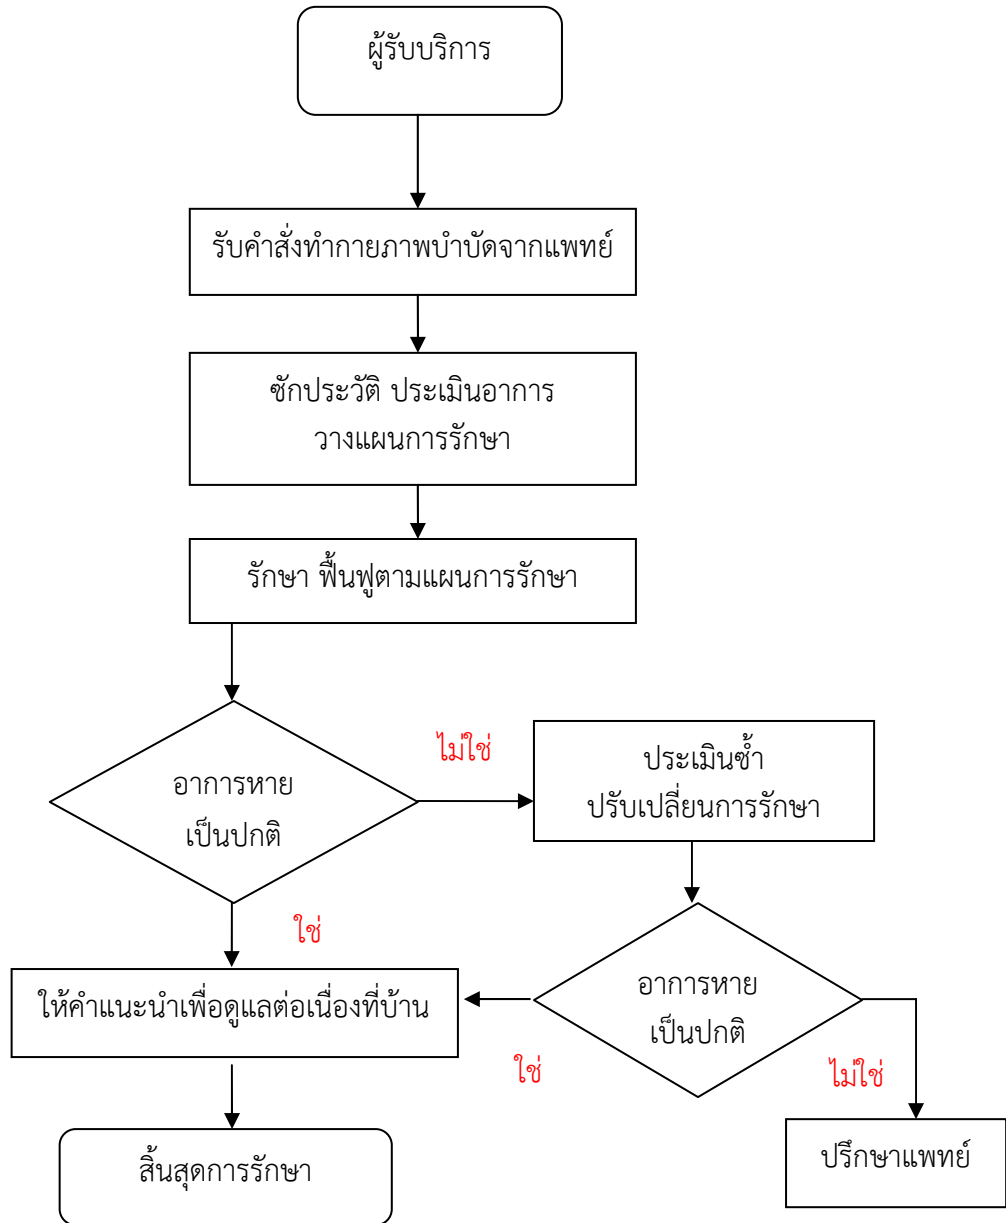 ผู้รับบริการ
รับคำสั่งทำกายภาพบำบัดจากแพทย์
ซักประวัติ ประเมินอาการ
วางแผนการรักษา
รักษา ฟื้นฟูตามแผนการรักษา
อาการหาย
เป็นปกติ
ไม่ใช่
ประเมินซ้ำ
ปรับเปลี่ยนการรักษา
ใช่
ให้คำแนะนำเพื่อดูแลต่อเนื่องที่บ้าน
อาการหาย
เป็นปกติ
ใช่
ไม่ใช่
สิ้นสุดการรักษา
ปรึกษาแพทย์